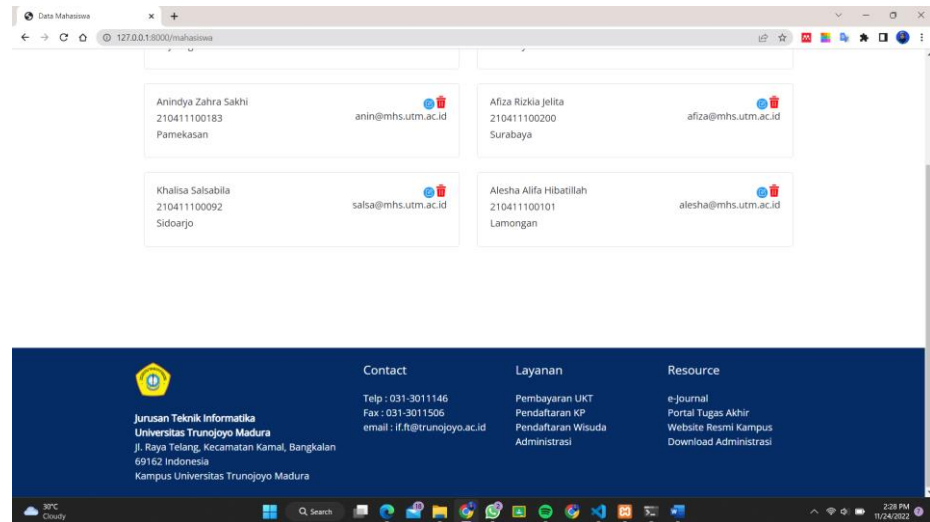 Data Mahasiswa
127.0.0.1:8000/mahasiswa
Anindya Zahra Sakhi
210411100183
anin@mhs.utm.ac.id
Pamekasan
Afiza Rizkia Jelita
210411100200
afiza@mhs.utm.ac.id
Surabaya
Khalisa Salsabila
210411100092
salsa@mhs.utm.ac.id
Sidoarjo
Alesha Alifa Hibatillah
210411100101
alesha@mhs.utm.ac.id
Lamongan
Jurusan Teknik Informatika
Universitas Trunojoyo Madura
Jl. Raya Telang, Kecamatan Kamal, Bangkalan
69162 Indonesia
Kampus Universitas Trunojoyo Madura
Contact
Telp : 031-3011146
Fax : 031-3011506
email : if.ft@trunojoyo.ac.id
Layanan
Pembayaran UKT
Pendaftaran KP
Pendaftaran Wisuda
Administrasi
Resource
e-Journal
Portal Tugas Akhir
Website Resmi Kampus
Download Administrasi
30°C
Cloudy
Search
2:28 PM
11/24/2022